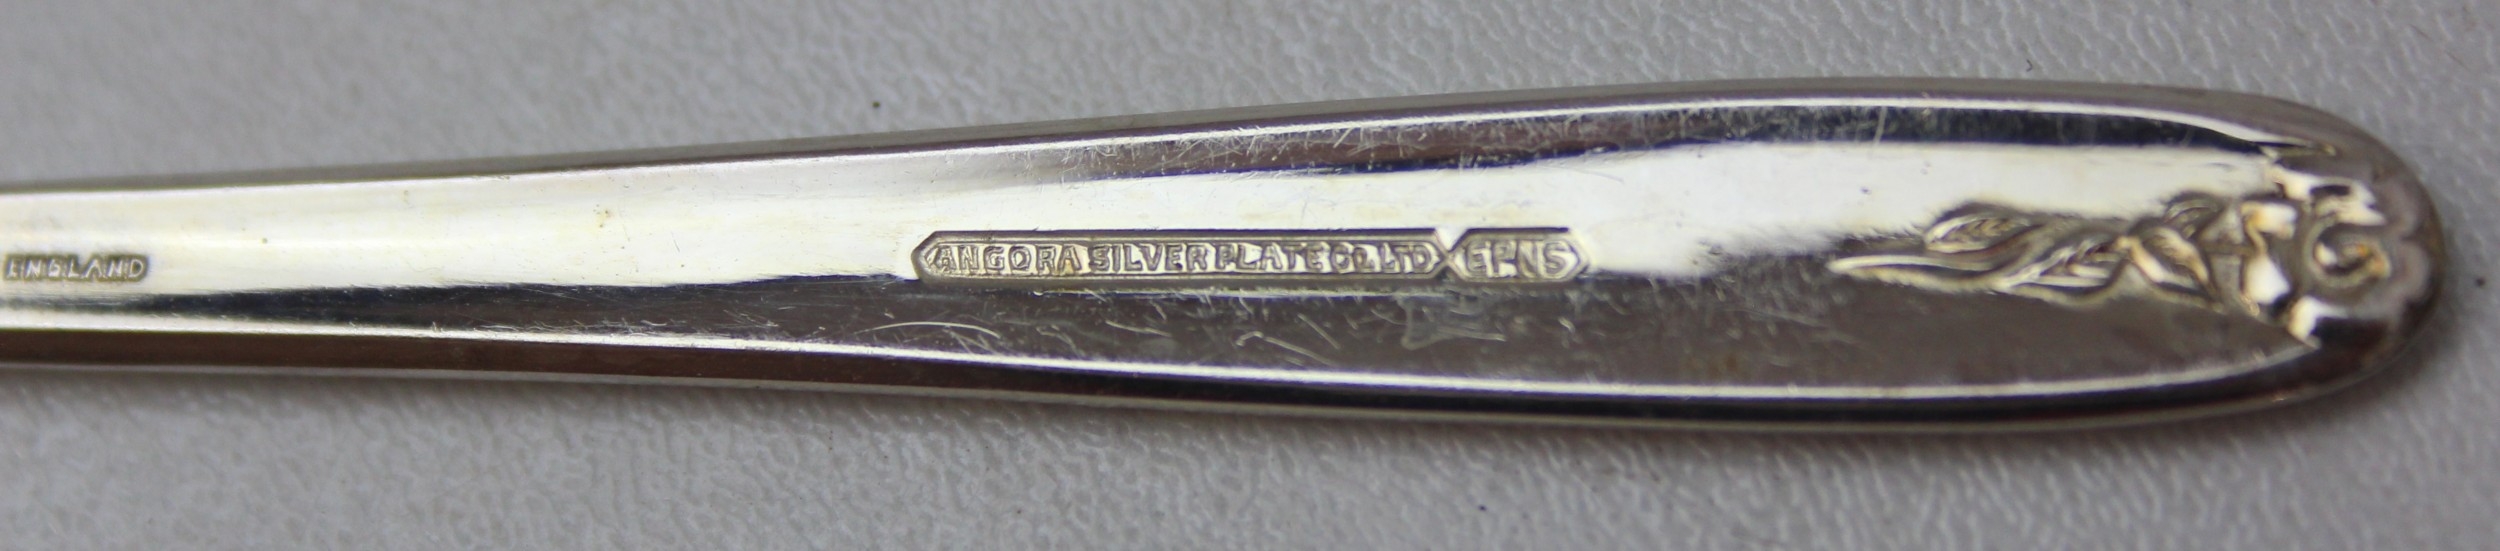 ENGLAND
ANGORA SILVER PLATE CO LTD EPNS